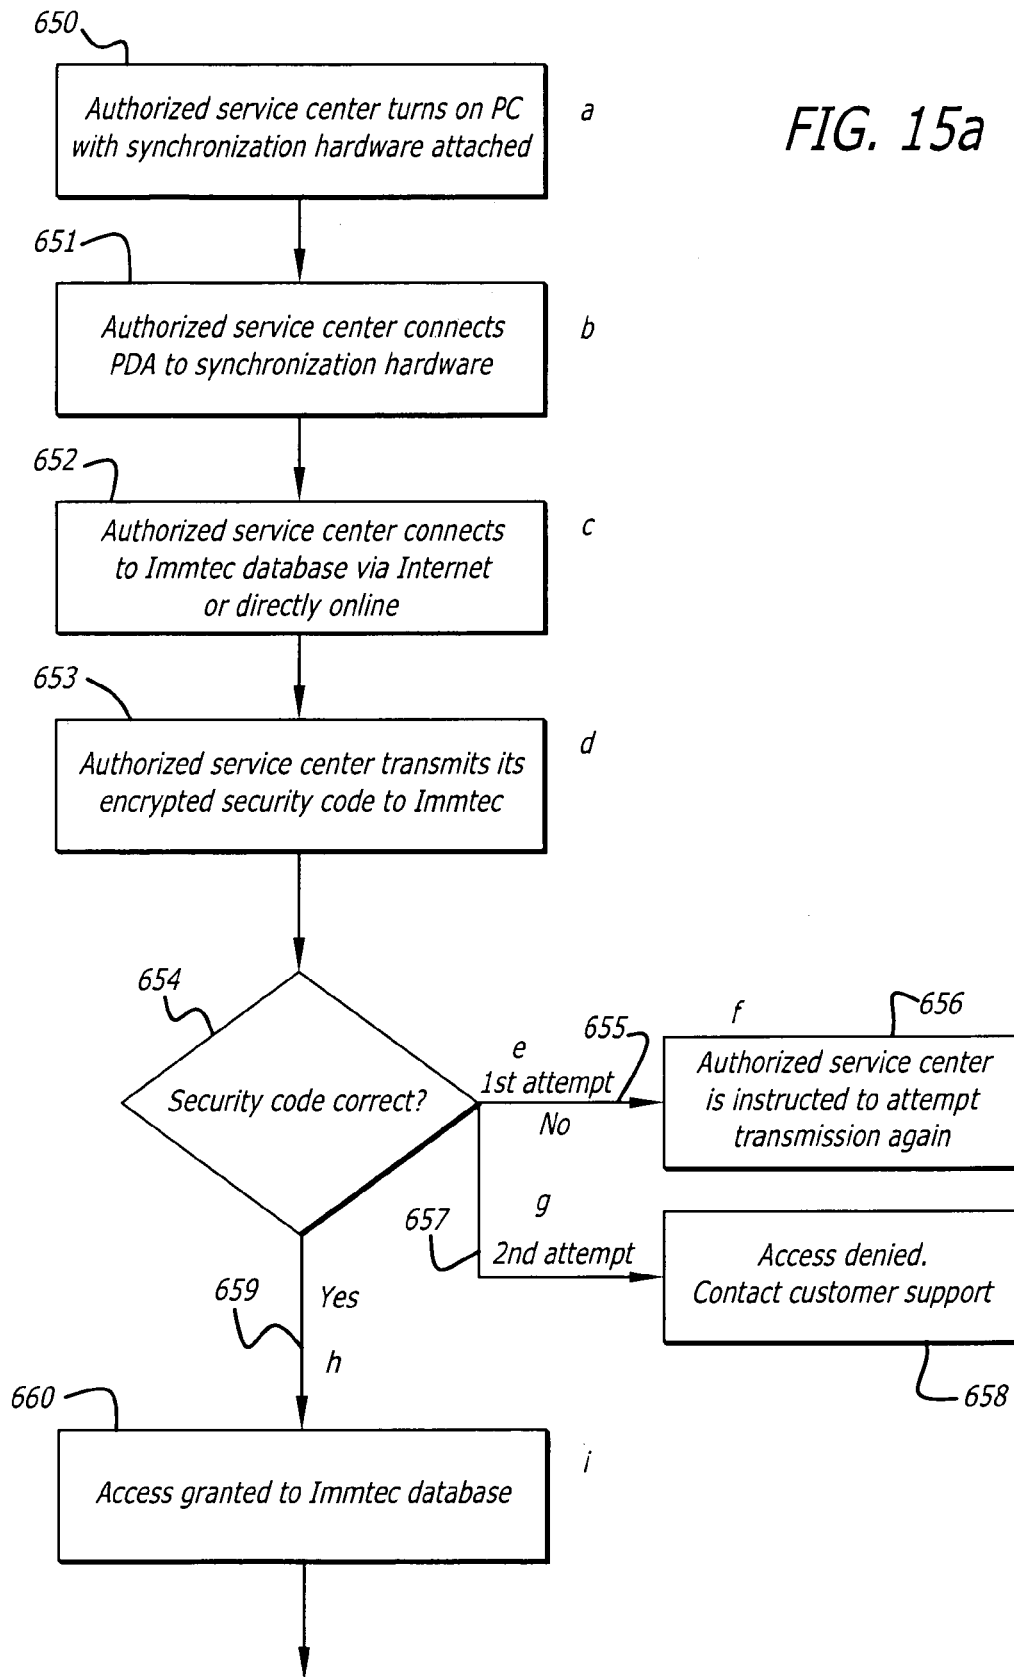 650
Authorized service center turns on PC
with synchronization hardware attached
a
FIG. 15a
651
Authorized service center connects
PDA to synchronization hardware
b
652
Authorized service center connects
to Immtec database via Internet
or directly online
c
653
Authorized service center transmits its
encrypted security code to Immtec
d
654
Security code correct?
e
1st attempt
No
655
f
656
Authorized service center
is instructed to attempt
transmission again
657
g
2nd attempt
Access denied.
Contact customer support
658
659
Yes
h
660
Access granted to Immtec database
i